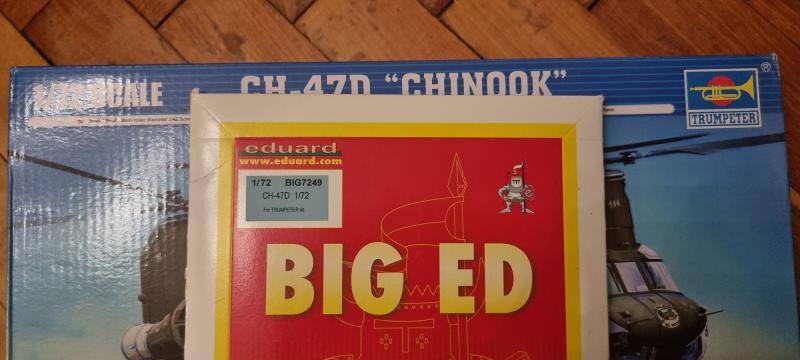 1/72 SCALE
CH-47D "CHINOOK"
®
TRUMPETER
eduard
www.eduard.com
1/72 BIG7249
CH-47D 1/72
For TRUMPETER kit
BIG ED
144